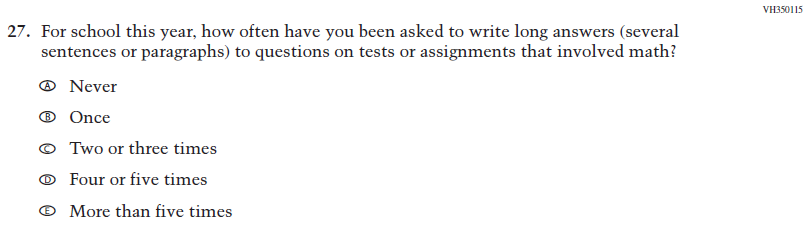 VH350115
27. For school this year, how often have you been asked to write long answers (several
sentences or paragraphs) to questions on tests or assignments that involved math?
A Never
B Once
C Two or three times
D Four or five times
E More than five times